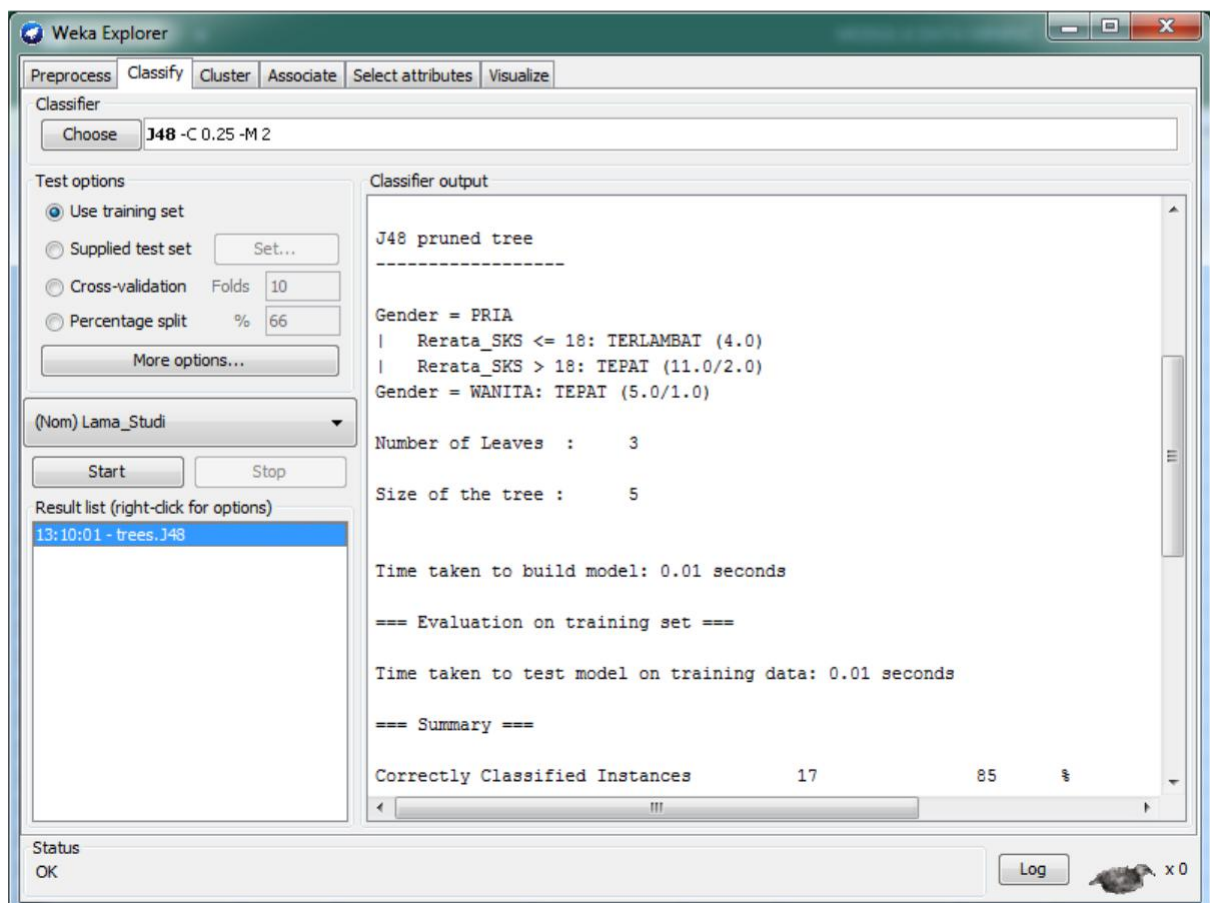 Weka Explorer
Preprocess Classify Cluster Associate Select attributes Visualize
Classifier
Choose J48 -C 0.25 -M 2
Test options
Use training set
Supplied test set Set...
Cross-validation Folds 10
Percentage split % 66
More options...
(Nom) Lama_Studi
Start Stop
Result list (right-click for options)
13:10:01 - trees.J48
Classifier output
J48 pruned tree
------------------
Gender = PRIA
|   Rerata_SKS <= 18: TERLAMBAT (4.0)
|   Rerata_SKS > 18: TEPAT (11.0/2.0)
Gender = WANITA: TEPAT (5.0/1.0)
Number of Leaves  :     3
Size of the tree :     5
Time taken to build model: 0.01 seconds
=== Evaluation on training set ===
Time taken to test model on training data: 0.01 seconds
=== Summary ===
Correctly Classified Instances          17               85      %
Status
OK
Log x 0